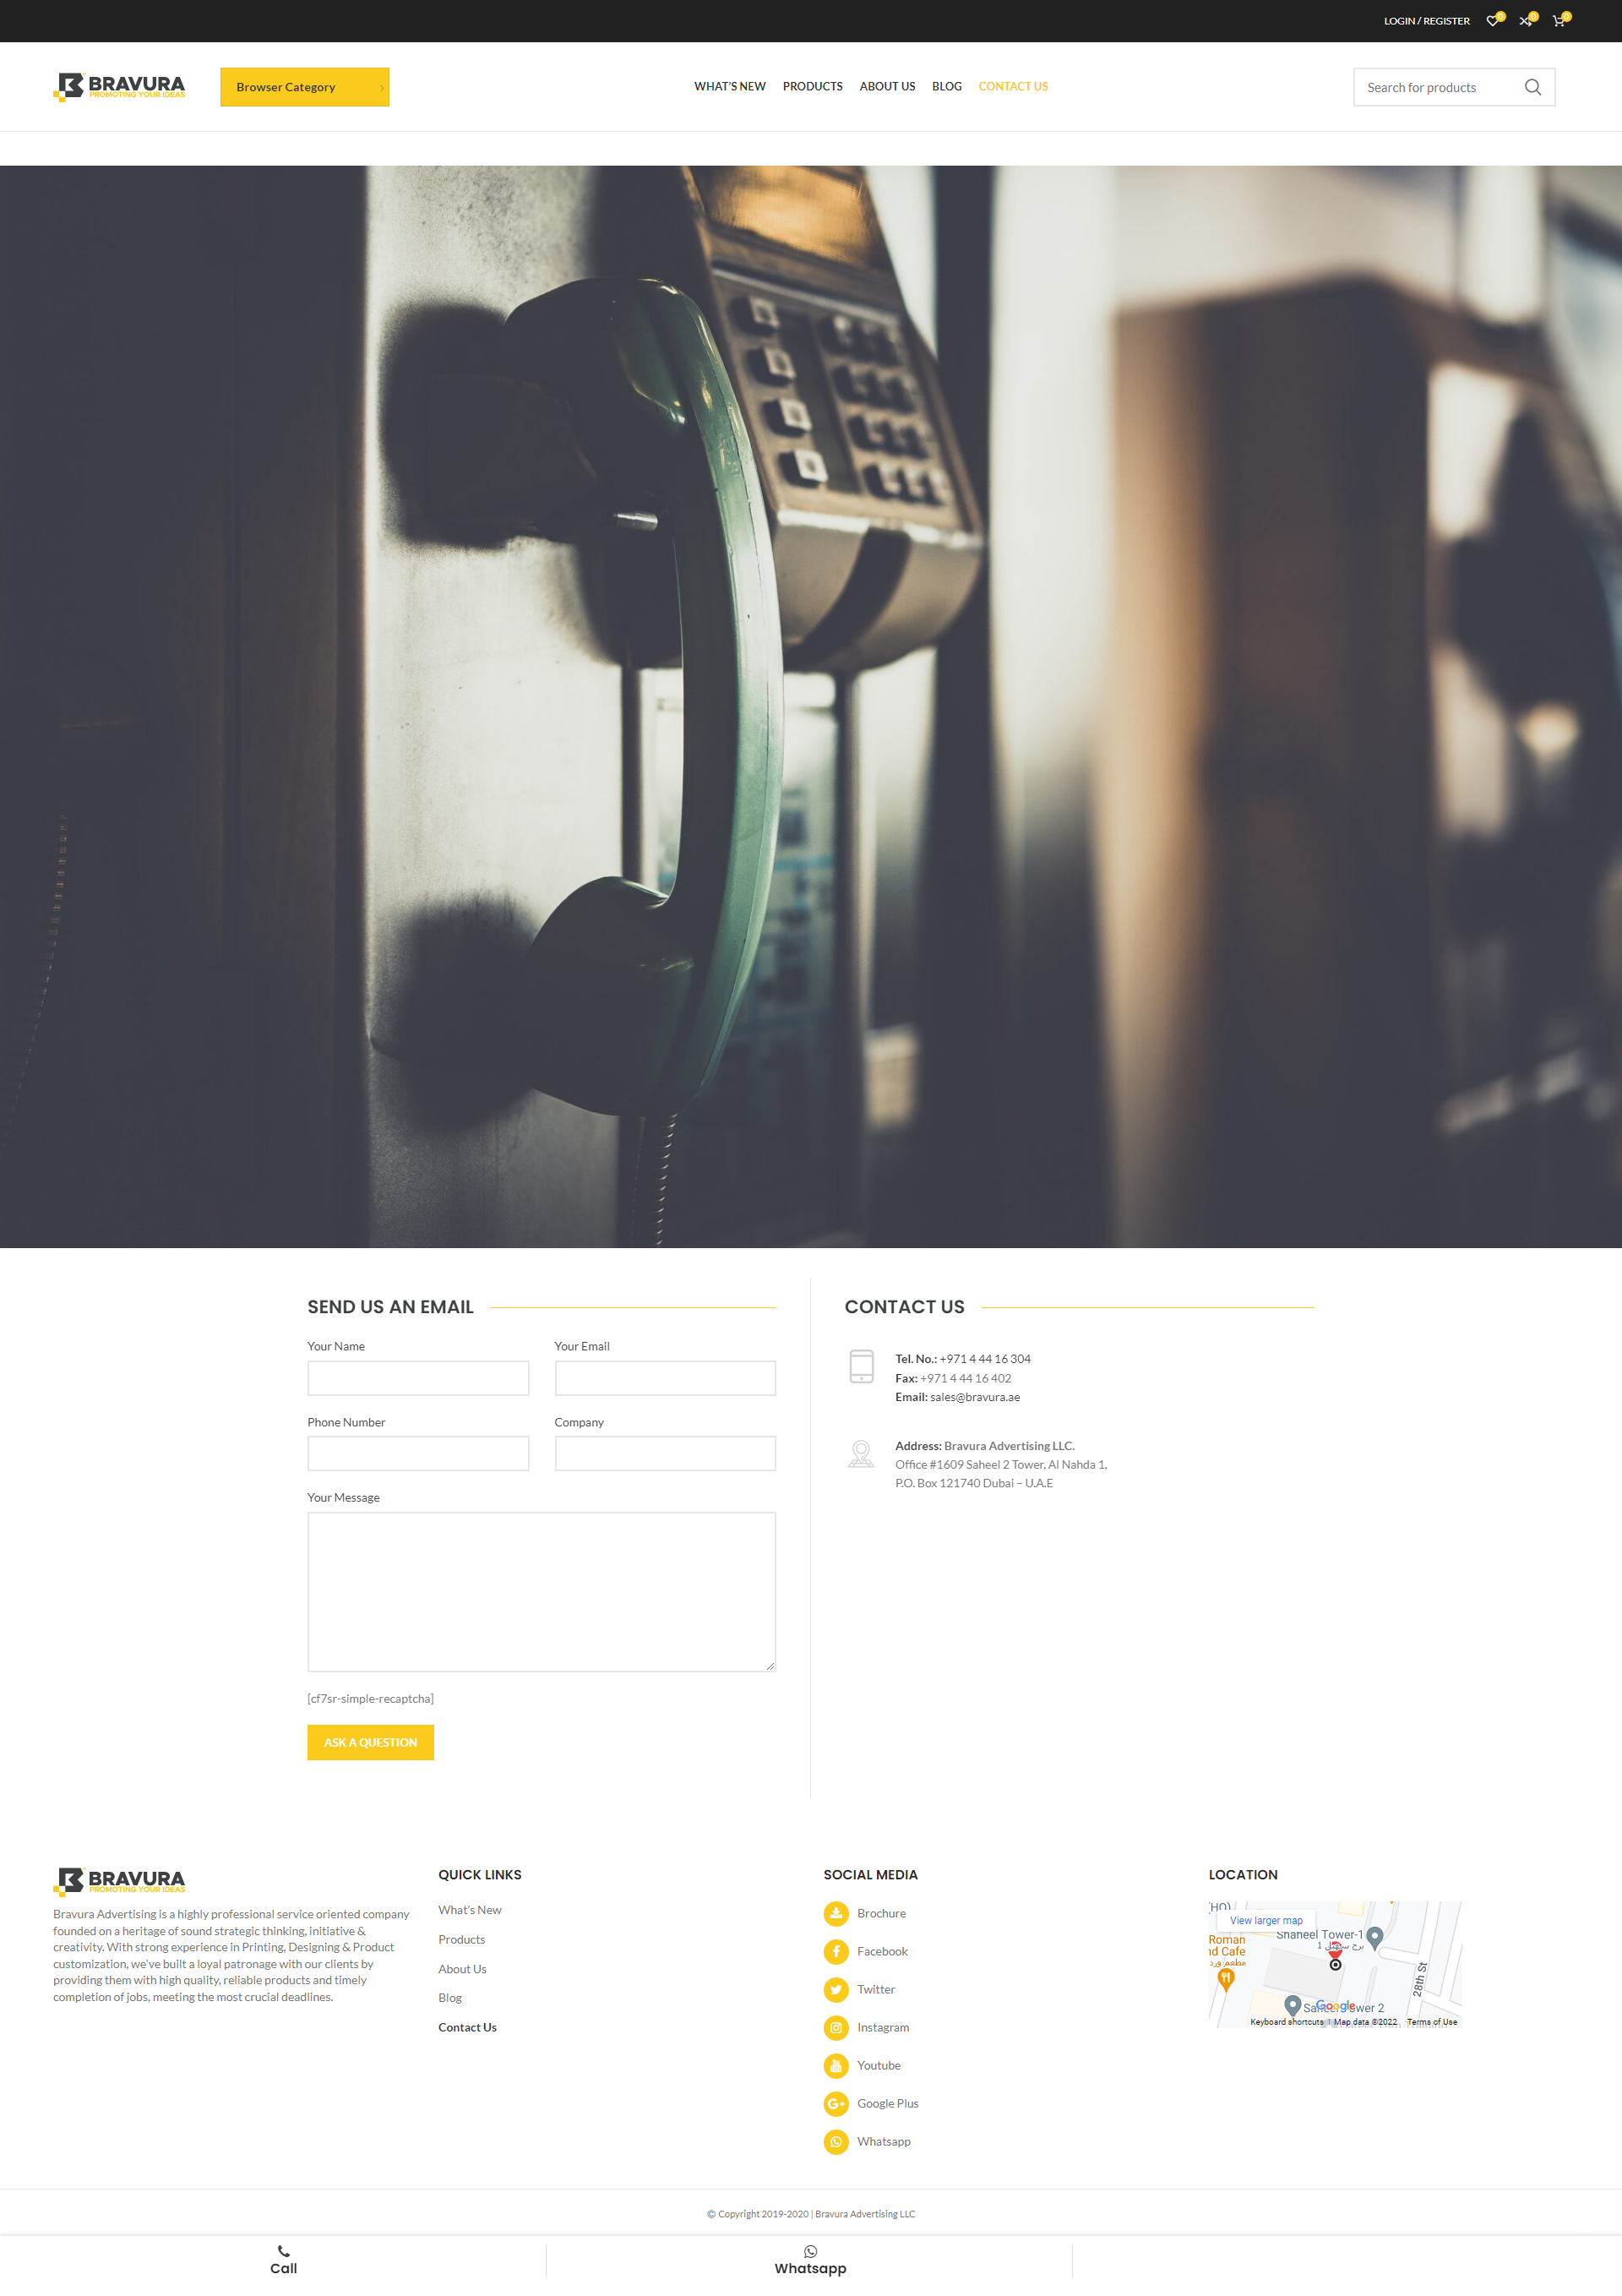 LOGIN / REGISTER
0
0
0
BRAVURA
PROMOTING YOUR IDEAS
Browser Category
WHAT'S NEW
PRODUCTS
ABOUT US
BLOG
CONTACT US
Search for products
SEND US AN EMAIL
Your Name
Your Email
Phone Number
Company
Your Message
[cf7sr-simple-recaptcha]
ASK A QUESTION
CONTACT US
Tel. No.: +971 4 44 16 304
Fax: +971 4 44 16 402
Email: sales@bravura.ae
Address: Bravura Advertising LLC.
Office #1609 Saheel 2 Tower, Al Nahda 1,
P.O. Box 121740 Dubai – U.A.E
BRAVURA
PROMOTING YOUR IDEAS
Bravura Advertising is a highly professional service oriented company
founded on a heritage of sound strategic thinking, initiative &
creativity. With strong experience in Printing, Designing & Product
customization, we've built a loyal patronage with our clients by
providing them with high quality, reliable products and timely
completion of jobs, meeting the most crucial deadlines.
QUICK LINKS
What's New
Products
About Us
Blog
Contact Us
SOCIAL MEDIA
Brochure
Facebook
Twitter
Instagram
Youtube
Google Plus
Whatsapp
LOCATION
View larger map
Shaheel Tower-1
برج سهيل 1
Roman
nd Cafe
28th St
Google
Keyboard shortcuts
Map data ©2022
Terms of Use
© Copyright 2019-2020 | Bravura Advertising LLC
Call
Whatsapp